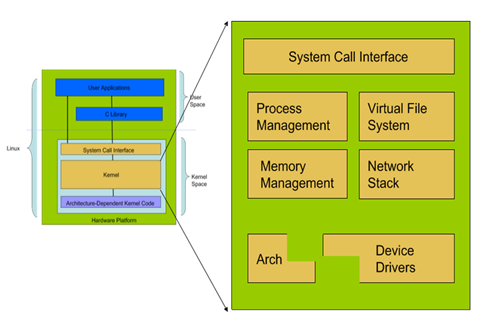 User Applications
C Library
User
Space
System Call Interface
Kernel
Architecture-Dependent Kernel Code
Kernel
Space
Hardware Platform
Linux
System Call Interface
Process
Management
Virtual File
System
Memory
Management
Network
Stack
Arch
Device
Drivers